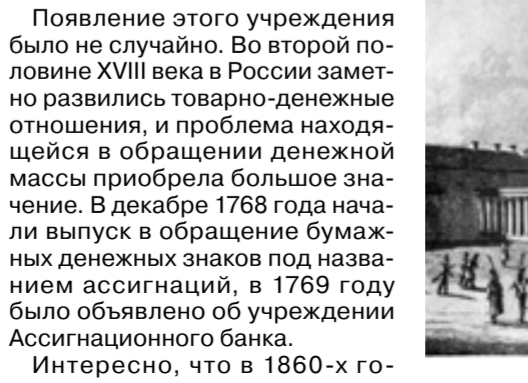 Появление этого учреждения
было не случайно. Во второй по-
ловине XVIII века в России замет-
но развились товарно-денежные
отношения, и проблема находя-
щейся в обращении денежной
массы приобрела большое зна-
чение. В декабре 1768 года нача-
ли выпуск в обращение бумаж-
ных денежных знаков под назва-
нием ассигнаций, в 1769 году
было объявлено об учреждении
Ассигнационного банка.
Интересно, что в 1860-х го-